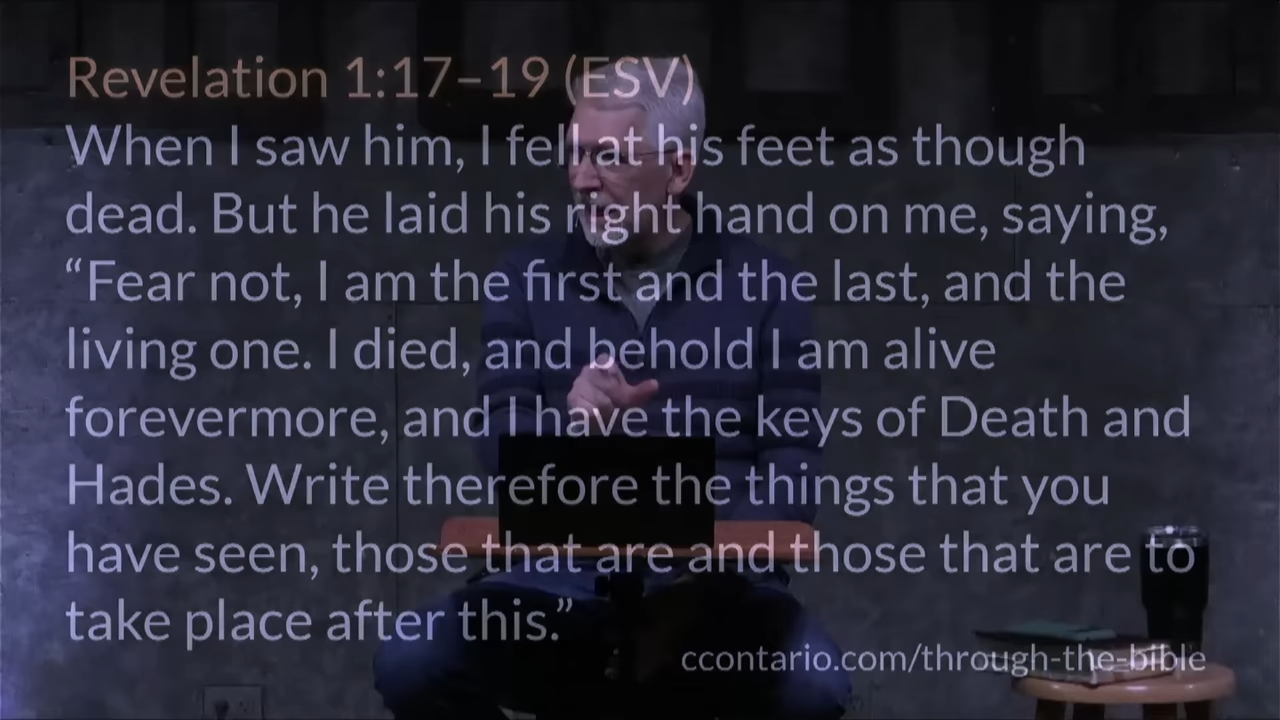 Revelation 1:17–19 (ESV)
When I saw him, I fell at his feet as though
dead. But he laid his right hand on me, saying,
“Fear not, I am the first and the last, and the
living one. I died, and behold I am alive
forevermore, and I have the keys of Death and
Hades. Write therefore the things that you
have seen, those that are and those that are to
take place after this.”
ccontario.com/through-the-bible